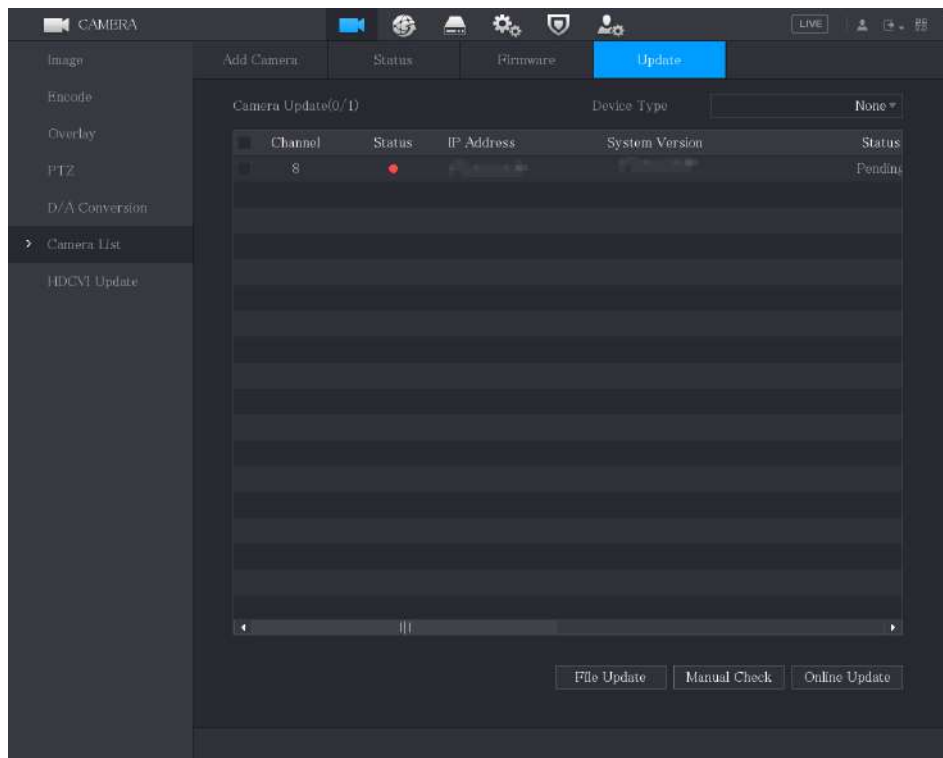 CAMERA LIVE
Image
Encode
Overlay
PTZ
D/A Conversion
Camera List
HDCVI Update
Add Camera Status Firmware Update
Camera Update(0/1) Device Type None
Channel Status IP Address System Version Status
8 Pending
File Update Manual Check Online Update